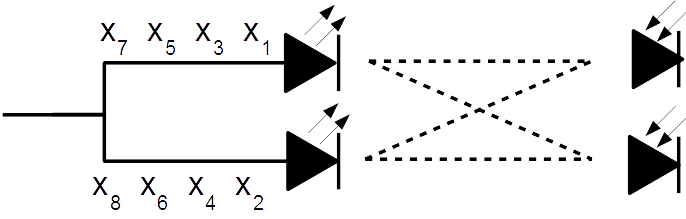 X₇ X₅ X₃ X₁
X₈ X₆ X₄ X₂